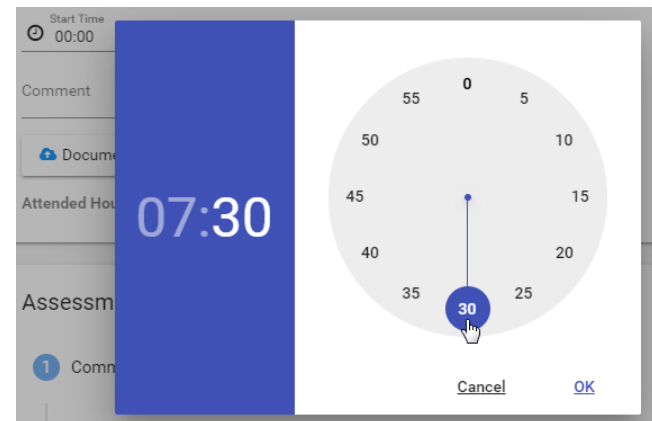 Start Time
00:00
Comment
Docume
Attended Hou
Assessm
1 Comm
07:30
0
55 5
50 10
45 15
40 20
35 25
30
Cancel OK